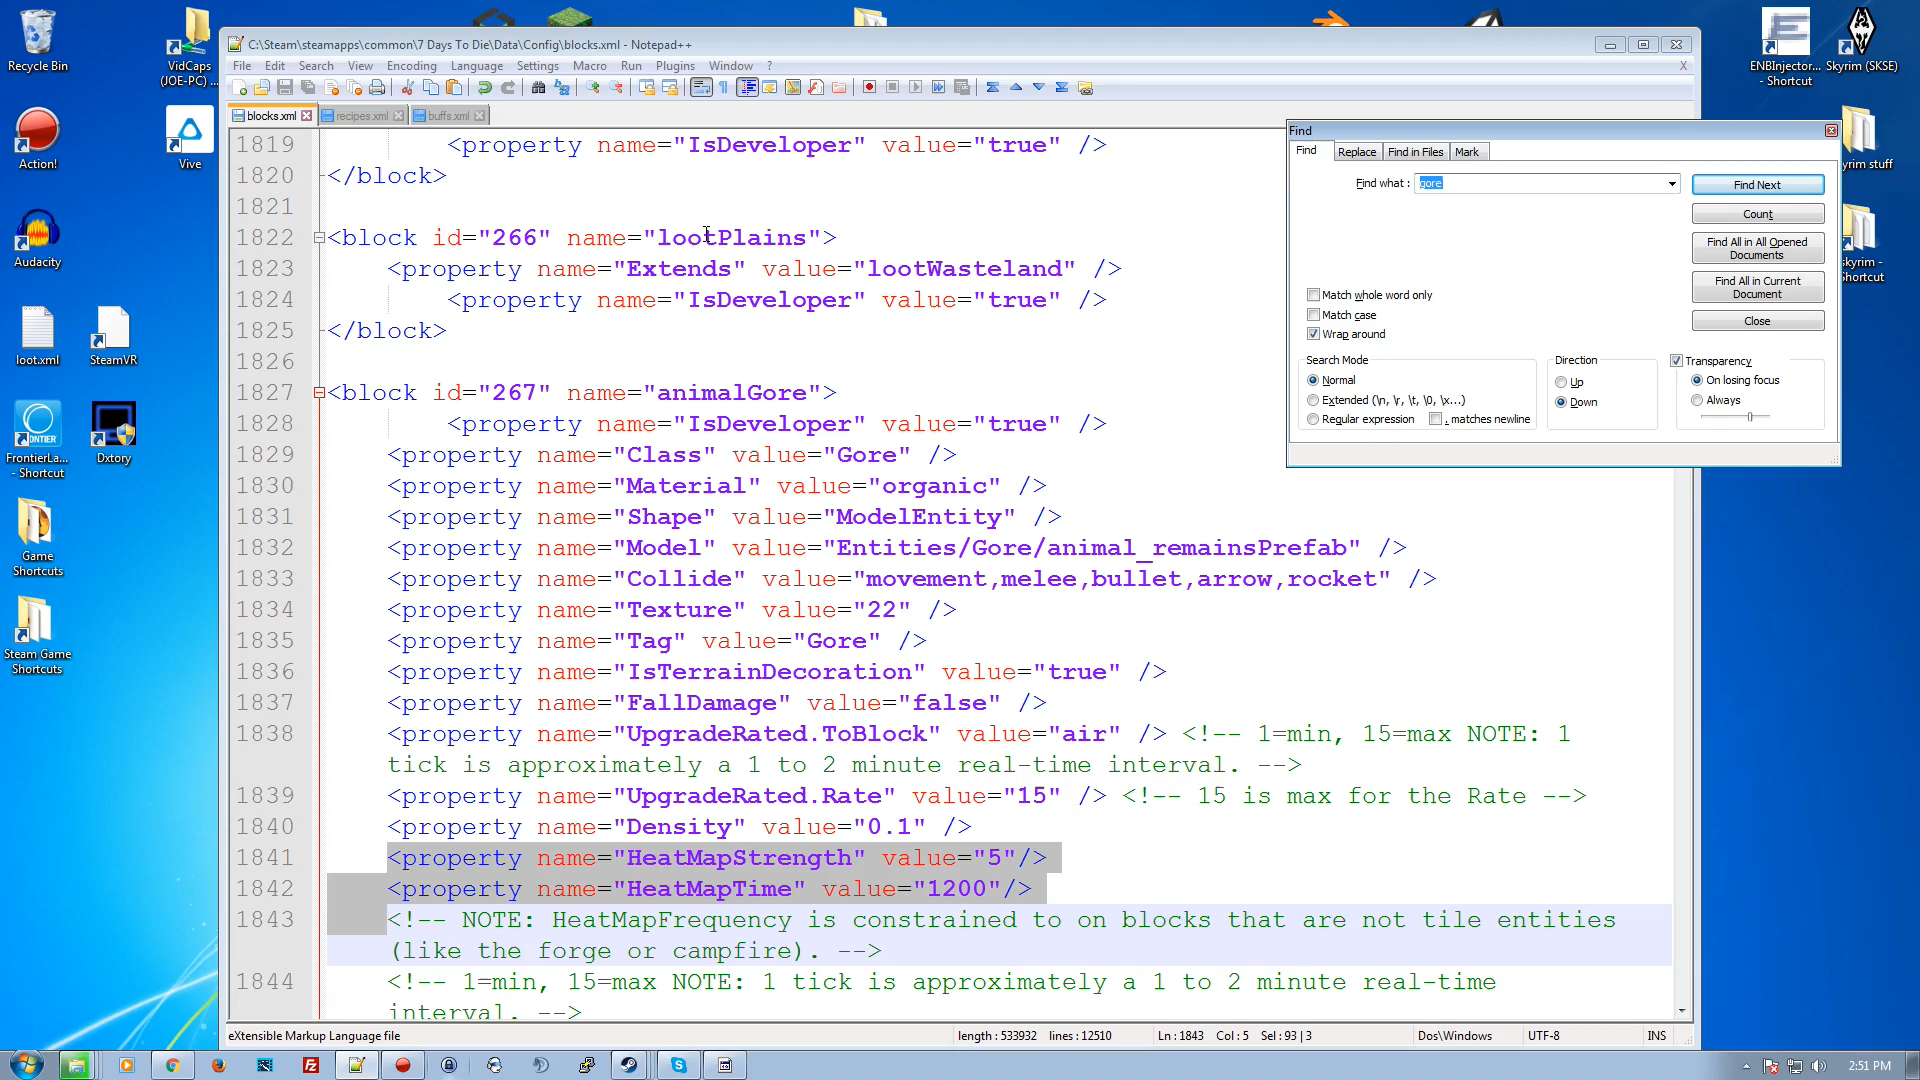 Recycle Bin
VidCaps
(JOE-PC) ...
Action!
Vive
Audacity
loot.xml
SteamVR
FrontierLa...
- Shortcut
Dxtory
Game
Shortcuts
Steam Game
Shortcuts
ENBInjector...
- Shortcut
Skyrim (SKSE)
C:\Steam\steamapps\common\7 Days To Die\Data\Config\blocks.xml - Notepad++
File Edit Search View Encoding Language Settings Macro Run Plugins Window ? X
blocks.xml recipes.xml buffs.xml
1819 <property name="IsDeveloper" value="true" />
1820 </block>
1821
1822 <block id="266" name="lootPlains">
1823 <property name="Extends" value="lootWasteland" />
1824 <property name="IsDeveloper" value="true" />
1825 </block>
1826
1827 <block id="267" name="animalGore">
1828 <property name="IsDeveloper" value="true" />
1829 <property name="Class" value="Gore" />
1830 <property name="Material" value="organic" />
1831 <property name="Shape" value="ModelEntity" />
1832 <property name="Model" value="Entities/Gore/animal_remainsPrefab" />
1833 <property name="Collide" value="movement,melee,bullet,arrow,rocket" />
1834 <property name="Texture" value="22" />
1835 <property name="Tag" value="Gore" />
1836 <property name="IsTerrainDecoration" value="true" />
1837 <property name="FallDamage" value="false" />
1838 <property name="UpgradeRated.ToBlock" value="air" /> <!-- 1=min, 15=max NOTE: 1
tick is approximately a 1 to 2 minute real-time interval. -->
1839 <property name="UpgradeRated.Rate" value="15" /> <!-- 15 is max for the Rate -->
1840 <property name="Density" value="0.1" />
1841 <property name="HeatMapStrength" value="5"/>
1842 <property name="HeatMapTime" value="1200"/>
1843 <!-- NOTE: HeatMapFrequency is constrained to on blocks that are not tile entities
(like the forge or campfire). -->
1844 <!-- 1=min, 15=max NOTE: 1 tick is approximately a 1 to 2 minute real-time
interval. -->
Find
Find Replace Find in Files Mark
Find what : gore
Find Next
Count
Find All in All Opened
Documents
Find All in Current
Document
Close
Match whole word only
Match case
Wrap around
Search Mode
Normal
Extended (\n, \r, \t, \0, \x...)
Regular expression . matches newline
Direction
Up
Down
Transparency
On losing focus
Always
kyrim stuff
skyrim -
Shortcut
eXtensible Markup Language file length : 533932 lines : 12510 Ln : 1843 Col : 5 Sel : 93 | 3 Dos\Windows UTF-8 INS
2:51 PM